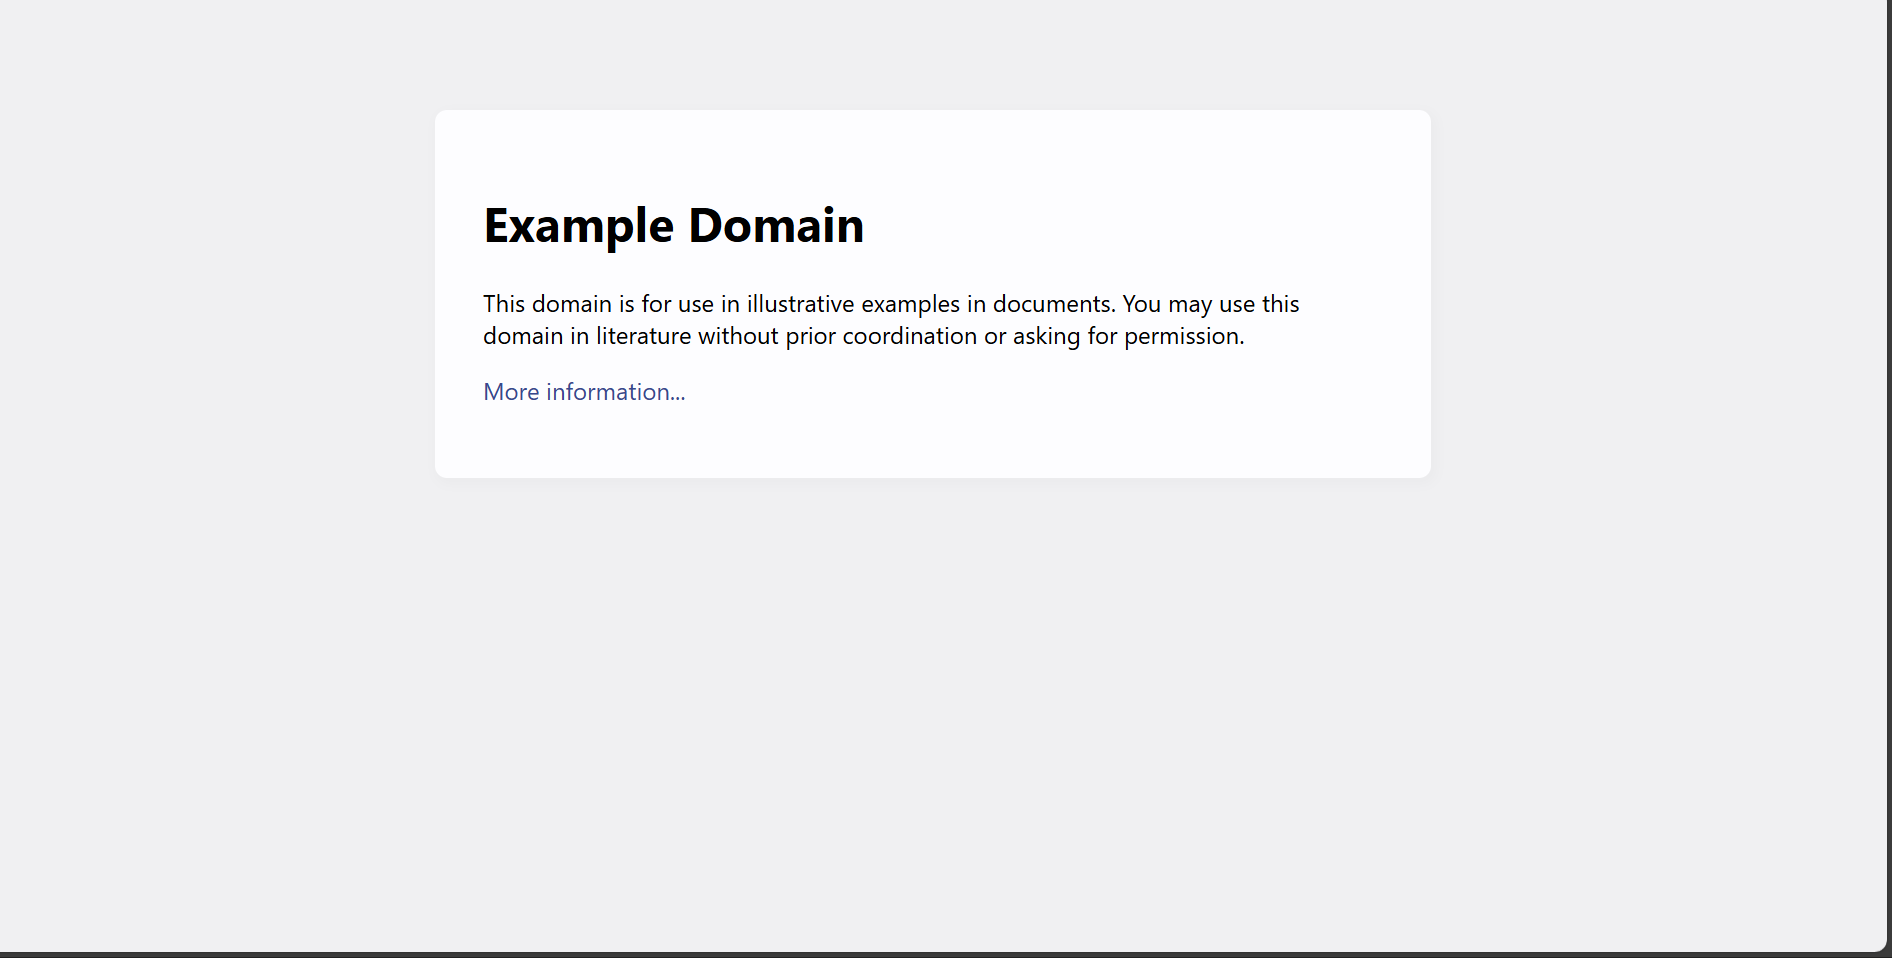 Example Domain
This domain is for use in illustrative examples in documents. You may use this
domain in literature without prior coordination or asking for permission.
More information...